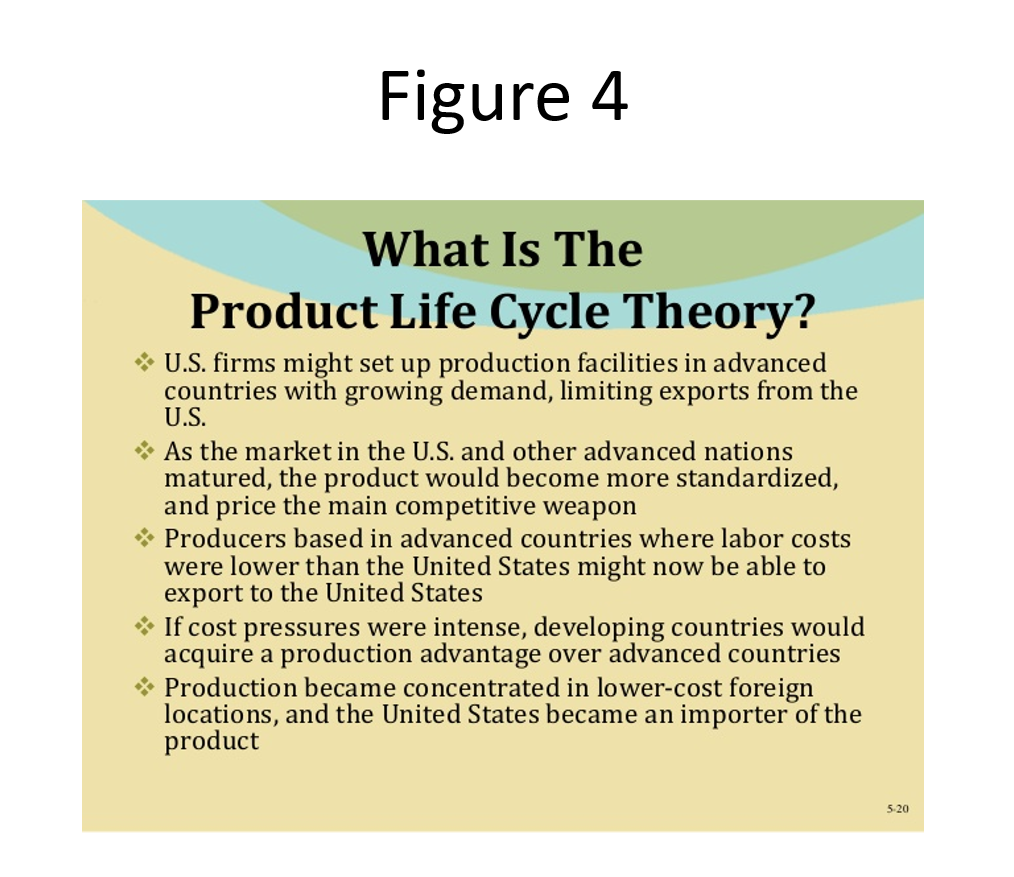 Figure 4
What Is The
Product Life Cycle Theory?
U.S. firms might set up production facilities in advanced
countries with growing demand, limiting exports from the
U.S.
As the market in the U.S. and other advanced nations
matured, the product would become more standardized,
and price the main competitive weapon
Producers based in advanced countries where labor costs
were lower than the United States might now be able to
export to the United States
If cost pressures were intense, developing countries would
acquire a production advantage over advanced countries
Production became concentrated in lower-cost foreign
locations, and the United States became an importer of the
product
5-20